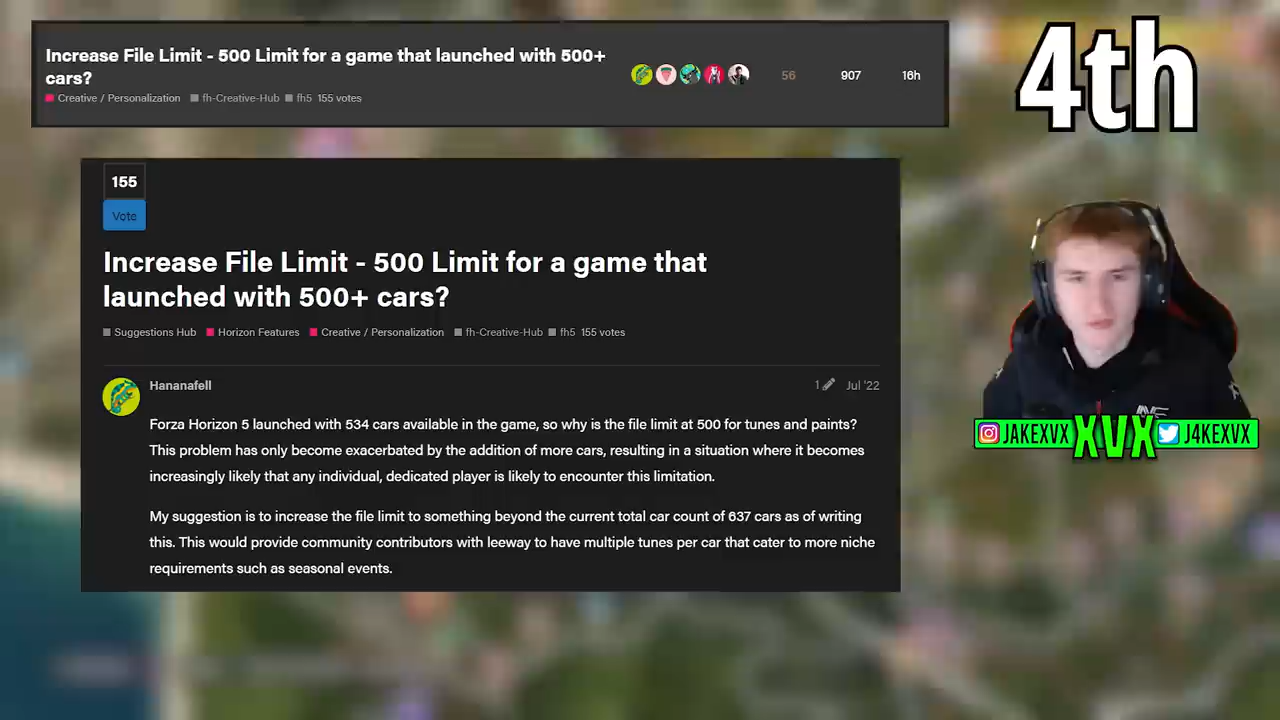 Increase File Limit - 500 Limit for a game that launched with 500+
cars?
Creative / Personalization fh-Creative-Hub fh5 155 votes
56 907 16h
4th
155
Vote
Increase File Limit - 500 Limit for a game that
launched with 500+ cars?
Suggestions Hub Horizon Features Creative / Personalization fh-Creative-Hub fh5 155 votes
Hananafell 1 Jul '22
Forza Horizon 5 launched with 534 cars available in the game, so why is the file limit at 500 for tunes and paints?
This problem has only become exacerbated by the addition of more cars, resulting in a situation where it becomes
increasingly likely that any individual, dedicated player is likely to encounter this limitation.
My suggestion is to increase the file limit to something beyond the current total car count of 637 cars as of writing
this. This would provide community contributors with leeway to have multiple tunes per car that cater to more niche
requirements such as seasonal events.
JAKEXVX XVX J4KEXVX